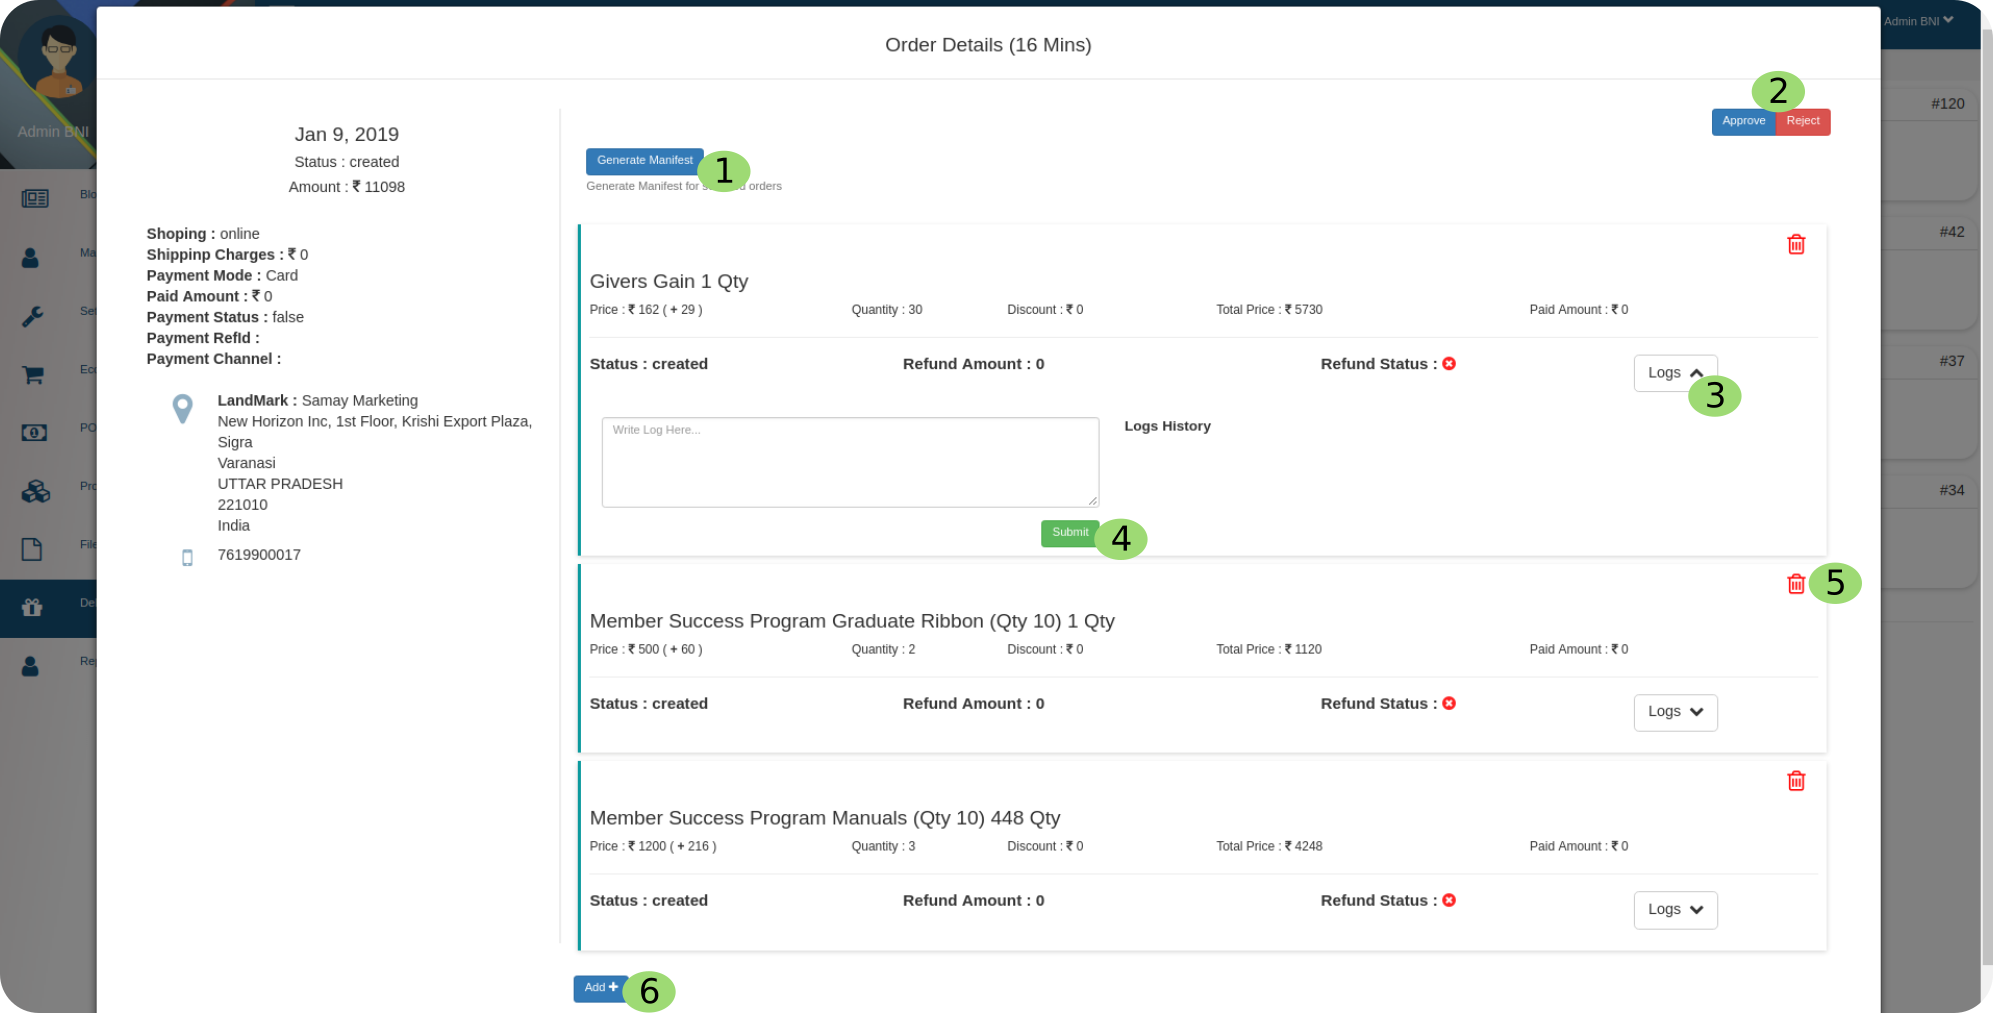 Order Details (16 Mins)
Admin BNI
Admin BNI
#120
#42
#37
#34
2
Approve Reject
Jan 9, 2019
Status : created
Amount : ₹ 11098
Shoping : online
Shipping Charges : ₹ 0
Payment Mode : Card
Paid Amount : ₹ 0
Payment Status : false
Payment RefId :
Payment Channel :
LandMark : Samay Marketing
New Horizon Inc, 1st Floor, Krishi Export Plaza,
Sigra
Varanasi
UTTAR PRADESH
221010
India
7619900017
Generate Manifest 1
Generate Manifest for orders
Givers Gain 1 Qty
Price : ₹ 162 ( + 29 ) Quantity : 30 Discount : ₹ 0 Total Price : ₹ 5730 Paid Amount : ₹ 0
Status : created Refund Amount : 0 Refund Status : Logs
3
Write Log Here... Logs History
Submit 4
5
Member Success Program Graduate Ribbon (Qty 10) 1 Qty
Price : ₹ 500 ( + 60 ) Quantity : 2 Discount : ₹ 0 Total Price : ₹ 1120 Paid Amount : ₹ 0
Status : created Refund Amount : 0 Refund Status : Logs
Member Success Program Manuals (Qty 10) 448 Qty
Price : ₹ 1200 ( + 216 ) Quantity : 3 Discount : ₹ 0 Total Price : ₹ 4248 Paid Amount : ₹ 0
Status : created Refund Amount : 0 Refund Status : Logs
Add + 6